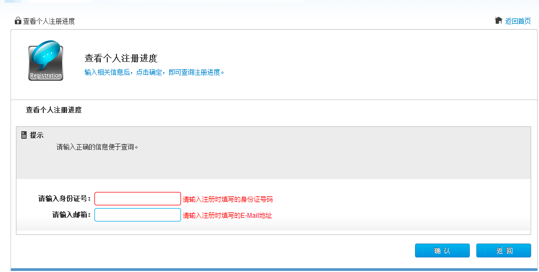 查看个人注册进度
返回首页
查看个人注册进度
输入相关信息后，点击确定，即可查询注册进度。
Registration
查看个人注册进度
提示
请输入正确的信息便于查询。
请输入身份证号：
请输入注册时填写的身份证号码
请输入邮箱：
请输入注册时填写的E-Mail地址
确 认
返 回